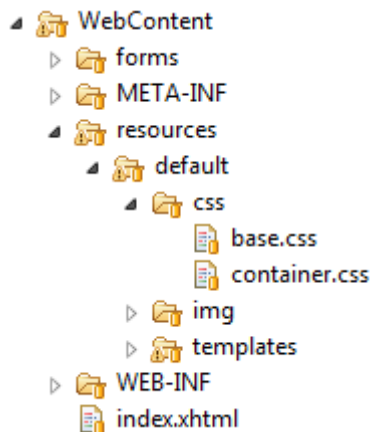 WebContent
forms
META-INF
resources
default
css
base.css
container.css
img
templates
WEB-INF
index.xhtml